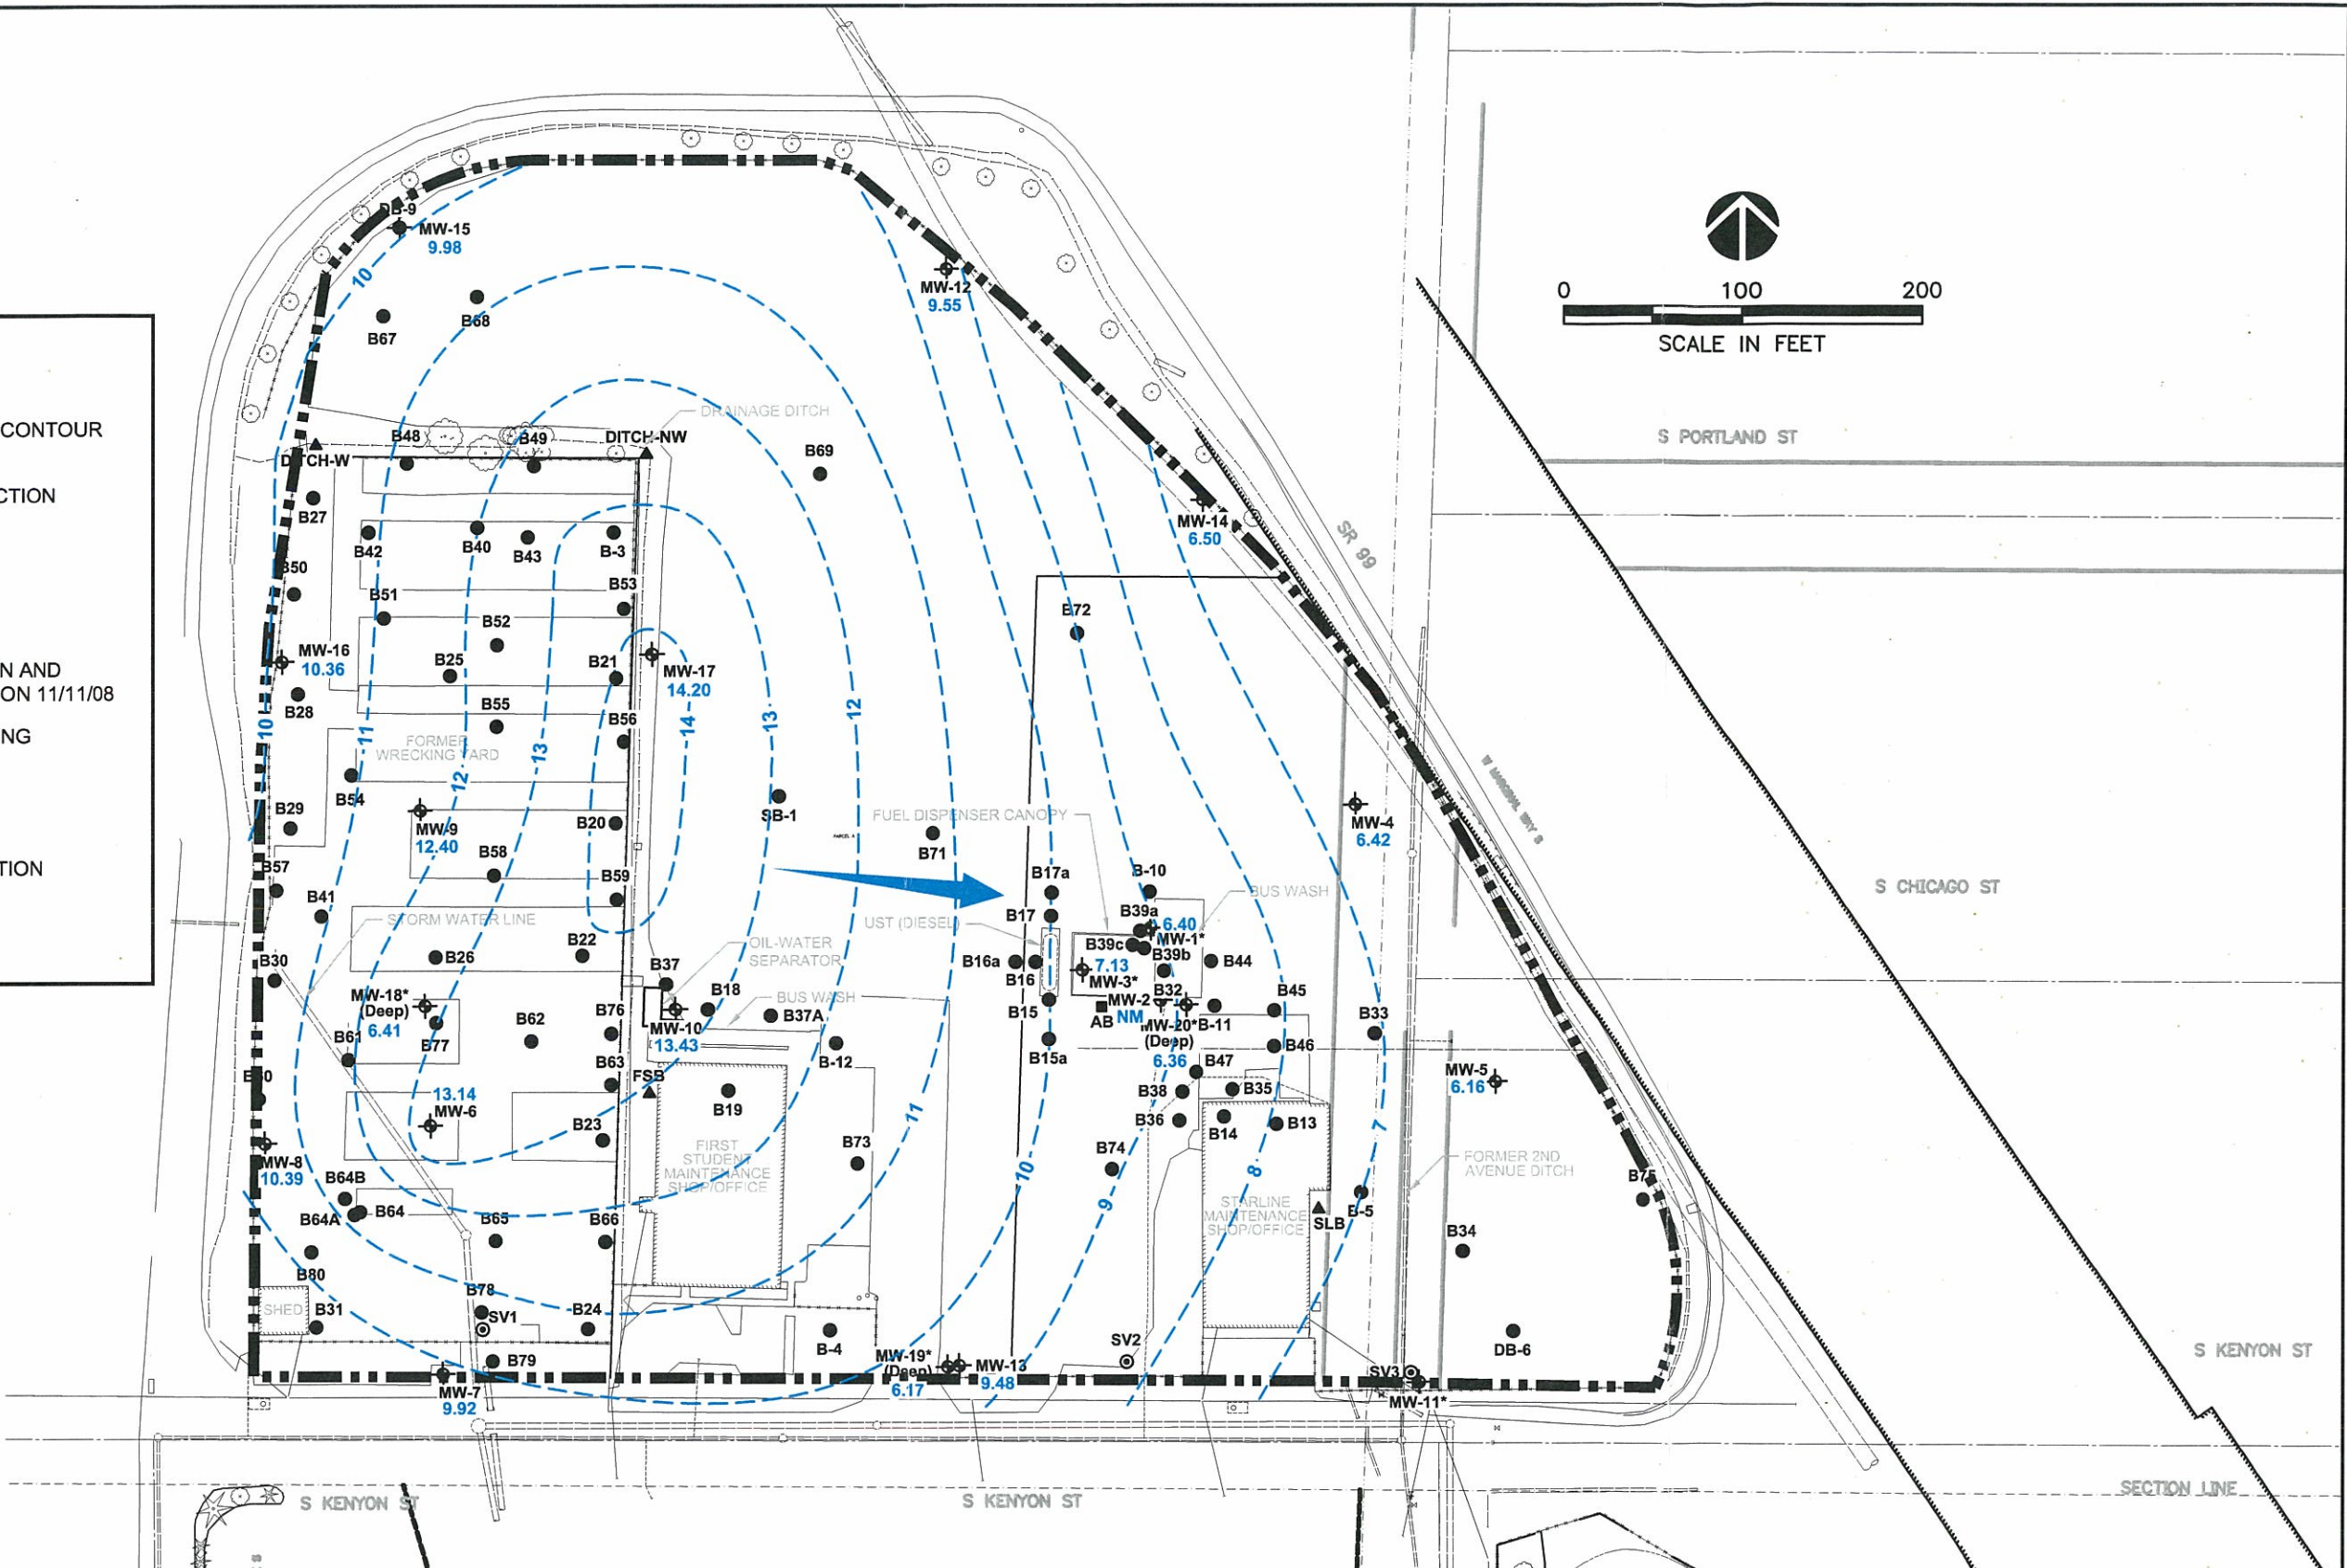 CONTOUR
CTION
N AND
ON 11/11/08
NG
TION
0 100 200
SCALE IN FEET
DB-9
MW-15
9.98
10
B67
B68
MW-12
9.55
S PORTLAND ST
DRAINAGE DITCH
B48
B49
DITCH-NW
DITCH-W
B69
B27
B42
B40
B43
B-3
MW-14
6.50
SR 99
B50
B51
B53
B52
B72
MW-16
10.36
B25
B21
MW-17
14.20
B28
B55
B56
10
11
12
13
14
13
12
FORMER
WRECKING YARD
W MARGINAL WAY S
B54
B29
MW-9
12.40
B20
SB-1
PARCEL A
FUEL DISPENSER CANOPY
B71
MW-4
6.42
B57
B58
B59
B17a
B-10
BUS WASH
S CHICAGO ST
B41
STORM WATER LINE
UST (DIESEL)
B17
B39a
6.40
MW-1*
B39c
B39b
B22
OIL-WATER
SEPARATOR
B30
B26
B37
B16a
B16
7.13
MW-3*
B44
MW-18*
(Deep)
6.41
B77
B62
B76
B18
BUS WASH
B37A
MW-10
13.43
B15
AB
MW-2
NM
B32
MW-20*
(Deep)
6.36
B-11
B45
B33
B61
B-12
B15a
B46
B60
B63
FSB
B47
MW-5
6.16
13.14
MW-6
B19
B38
B35
B36
B14
B13
7
11
B23
FIRST
STUDENT
MAINTENANCE
SHOP/OFFICE
B73
B74
MW-8
10.39
10
9
8
FORMER 2ND
AVENUE DITCH
B75
B64B
B64A
B64
STARLINE
MAINTENANCE
SHOP/OFFICE
B-5
SLB
B65
B66
B34
B80
B78
SHED
B31
SV1
B24
B-4
SV2
DB-6
S KENYON ST
B79
MW-7
9.92
MW-19*
(Deep)
6.17
MW-13
9.48
SV3
MW-11*
S KENYON ST
S KENYON ST
SECTION LINE